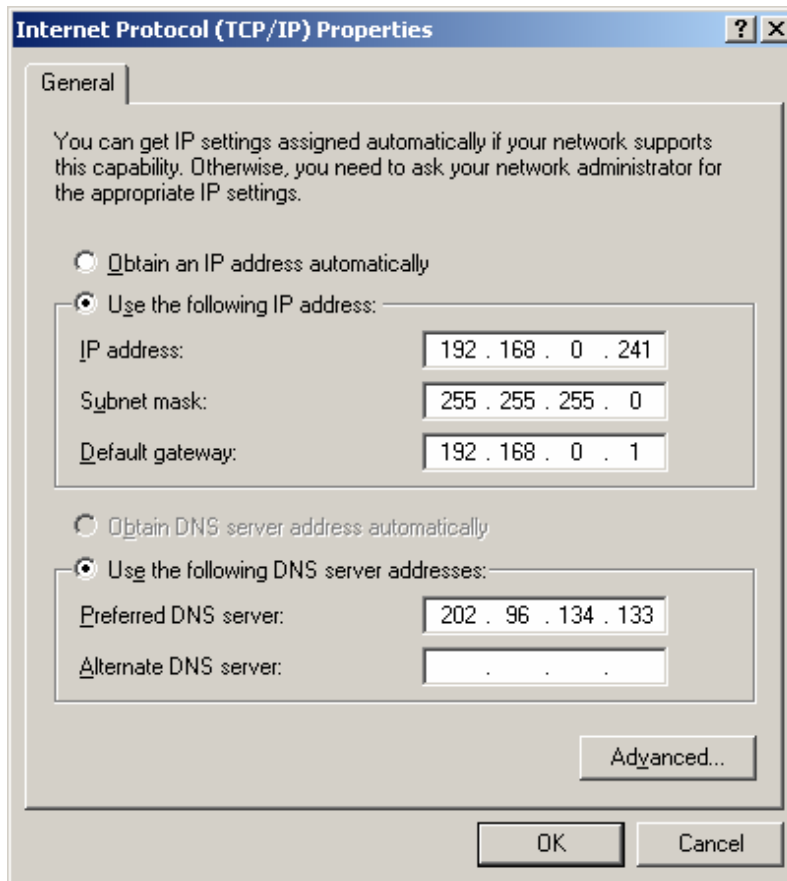 Internet Protocol (TCP/IP) Properties
General
You can get IP settings assigned automatically if your network supports
this capability. Otherwise, you need to ask your network administrator for
the appropriate IP settings.
Obtain an IP address automatically
Use the following IP address:
IP address: 192 . 168 . 0 . 241
Subnet mask: 255 . 255 . 255 . 0
Default gateway: 192 . 168 . 0 . 1
Obtain DNS server address automatically
Use the following DNS server addresses:
Preferred DNS server: 202 . 96 . 134 . 133
Alternate DNS server: . . .
Advanced...
OK Cancel